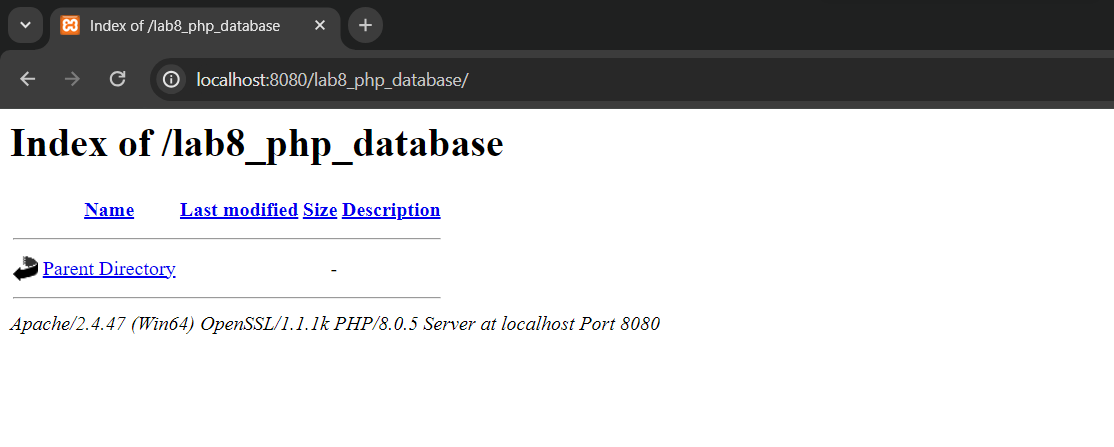 Index of /lab8_php_database
localhost:8080/lab8_php_database/
Index of /lab8_php_database
Name Last modified Size Description
Parent Directory -
Apache/2.4.47 (Win64) OpenSSL/1.1.1k PHP/8.0.5 Server at localhost Port 8080